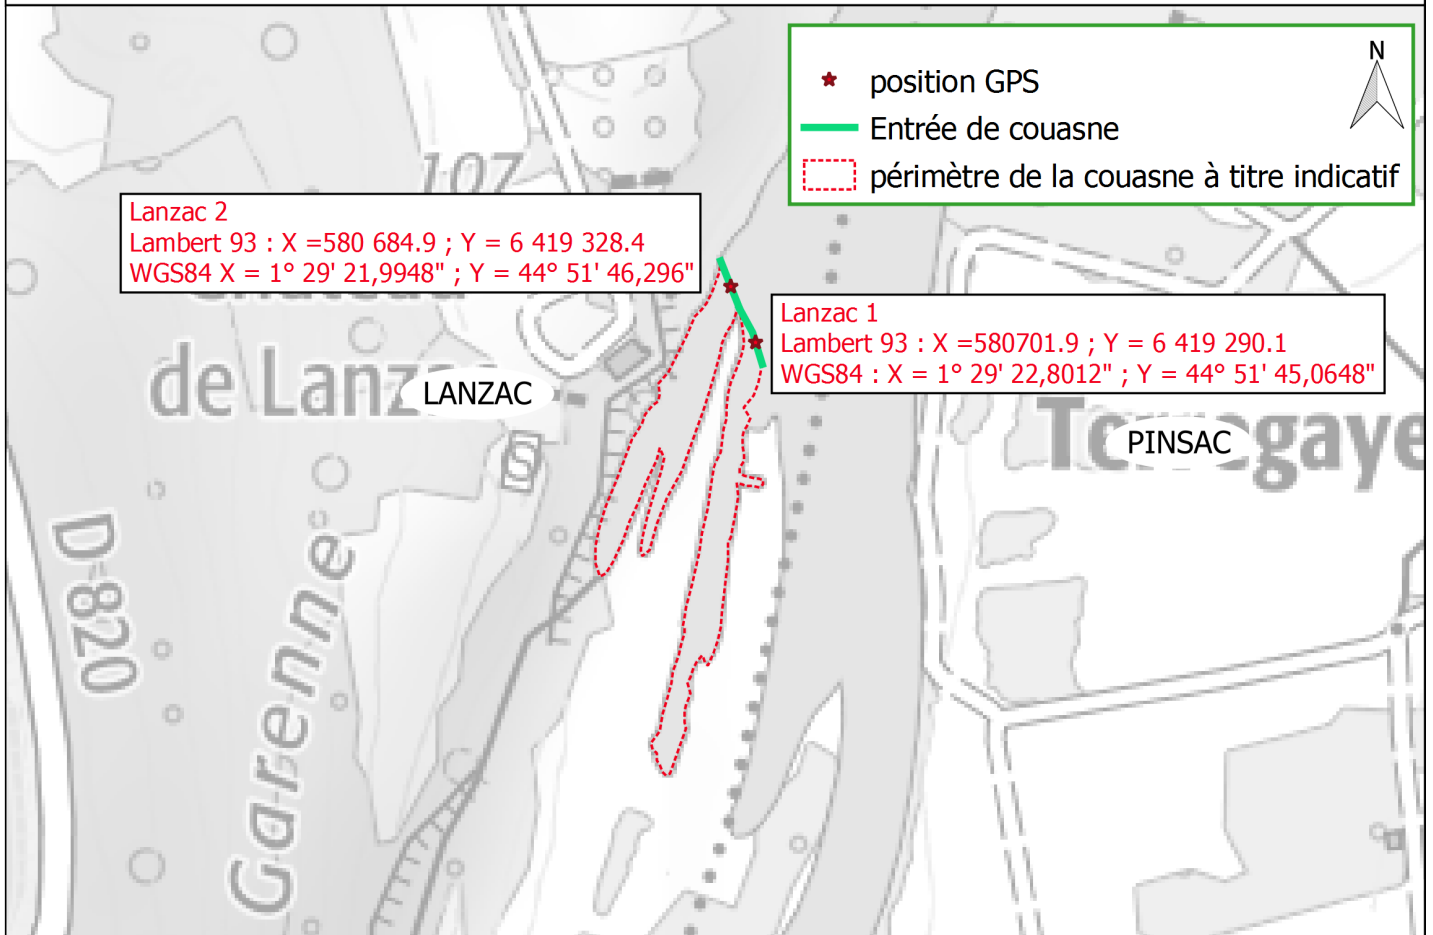 N
position GPS
Entrée de couasne
périmètre de la couasne à titre indicatif
107
Lanzac 2
Lambert 93 : X =580 684.9 ; Y = 6 419 328.4
WGS84 X = 1° 29' 21,9948" ; Y = 44° 51' 46,296"
Lanzac 1
Lambert 93 : X =580701.9 ; Y = 6 419 290.1
WGS84 : X = 1° 29' 22,8012" ; Y = 44° 51' 45,0648"
de Lanzac
LANZAC
PINSAC
S
D 820
Garenne